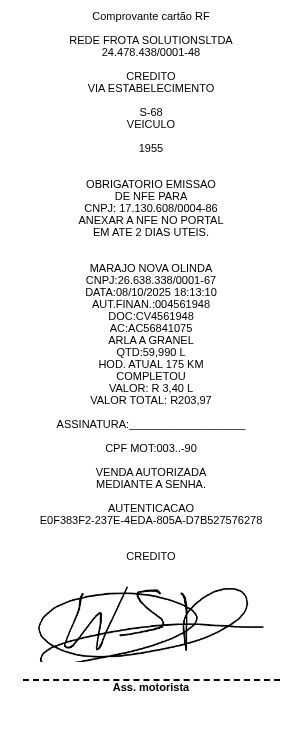 Comprovante cartão RF
REDE FROTA SOLUTIONSLTDA
24.478.438/0001-48
CREDITO
VIA ESTABELECIMENTO
S-68
VEICULO
1955
OBRIGATORIO EMISSAO
DE NFE PARA
CNPJ: 17.130.608/0004-86
ANEXAR A NFE NO PORTAL
EM ATE 2 DIAS UTEIS.
MARAJO NOVA OLINDA
CNPJ:26.638.338/0001-67
DATA:08/10/2025 18:13:10
AUT.FINAN.:004561948
DOC:CV4561948
AC:AC56841075
ARLA A GRANEL
QTD:59,990 L
HOD. ATUAL 175 KM
COMPLETOU
VALOR: R 3,40 L
VALOR TOTAL: R203,97
ASSINATURA:___________________
CPF MOT:003..-90
VENDA AUTORIZADA
MEDIANTE A SENHA.
AUTENTICACAO
E0F383F2-237E-4EDA-805A-D7B527576278
CREDITO
Ass. motorista